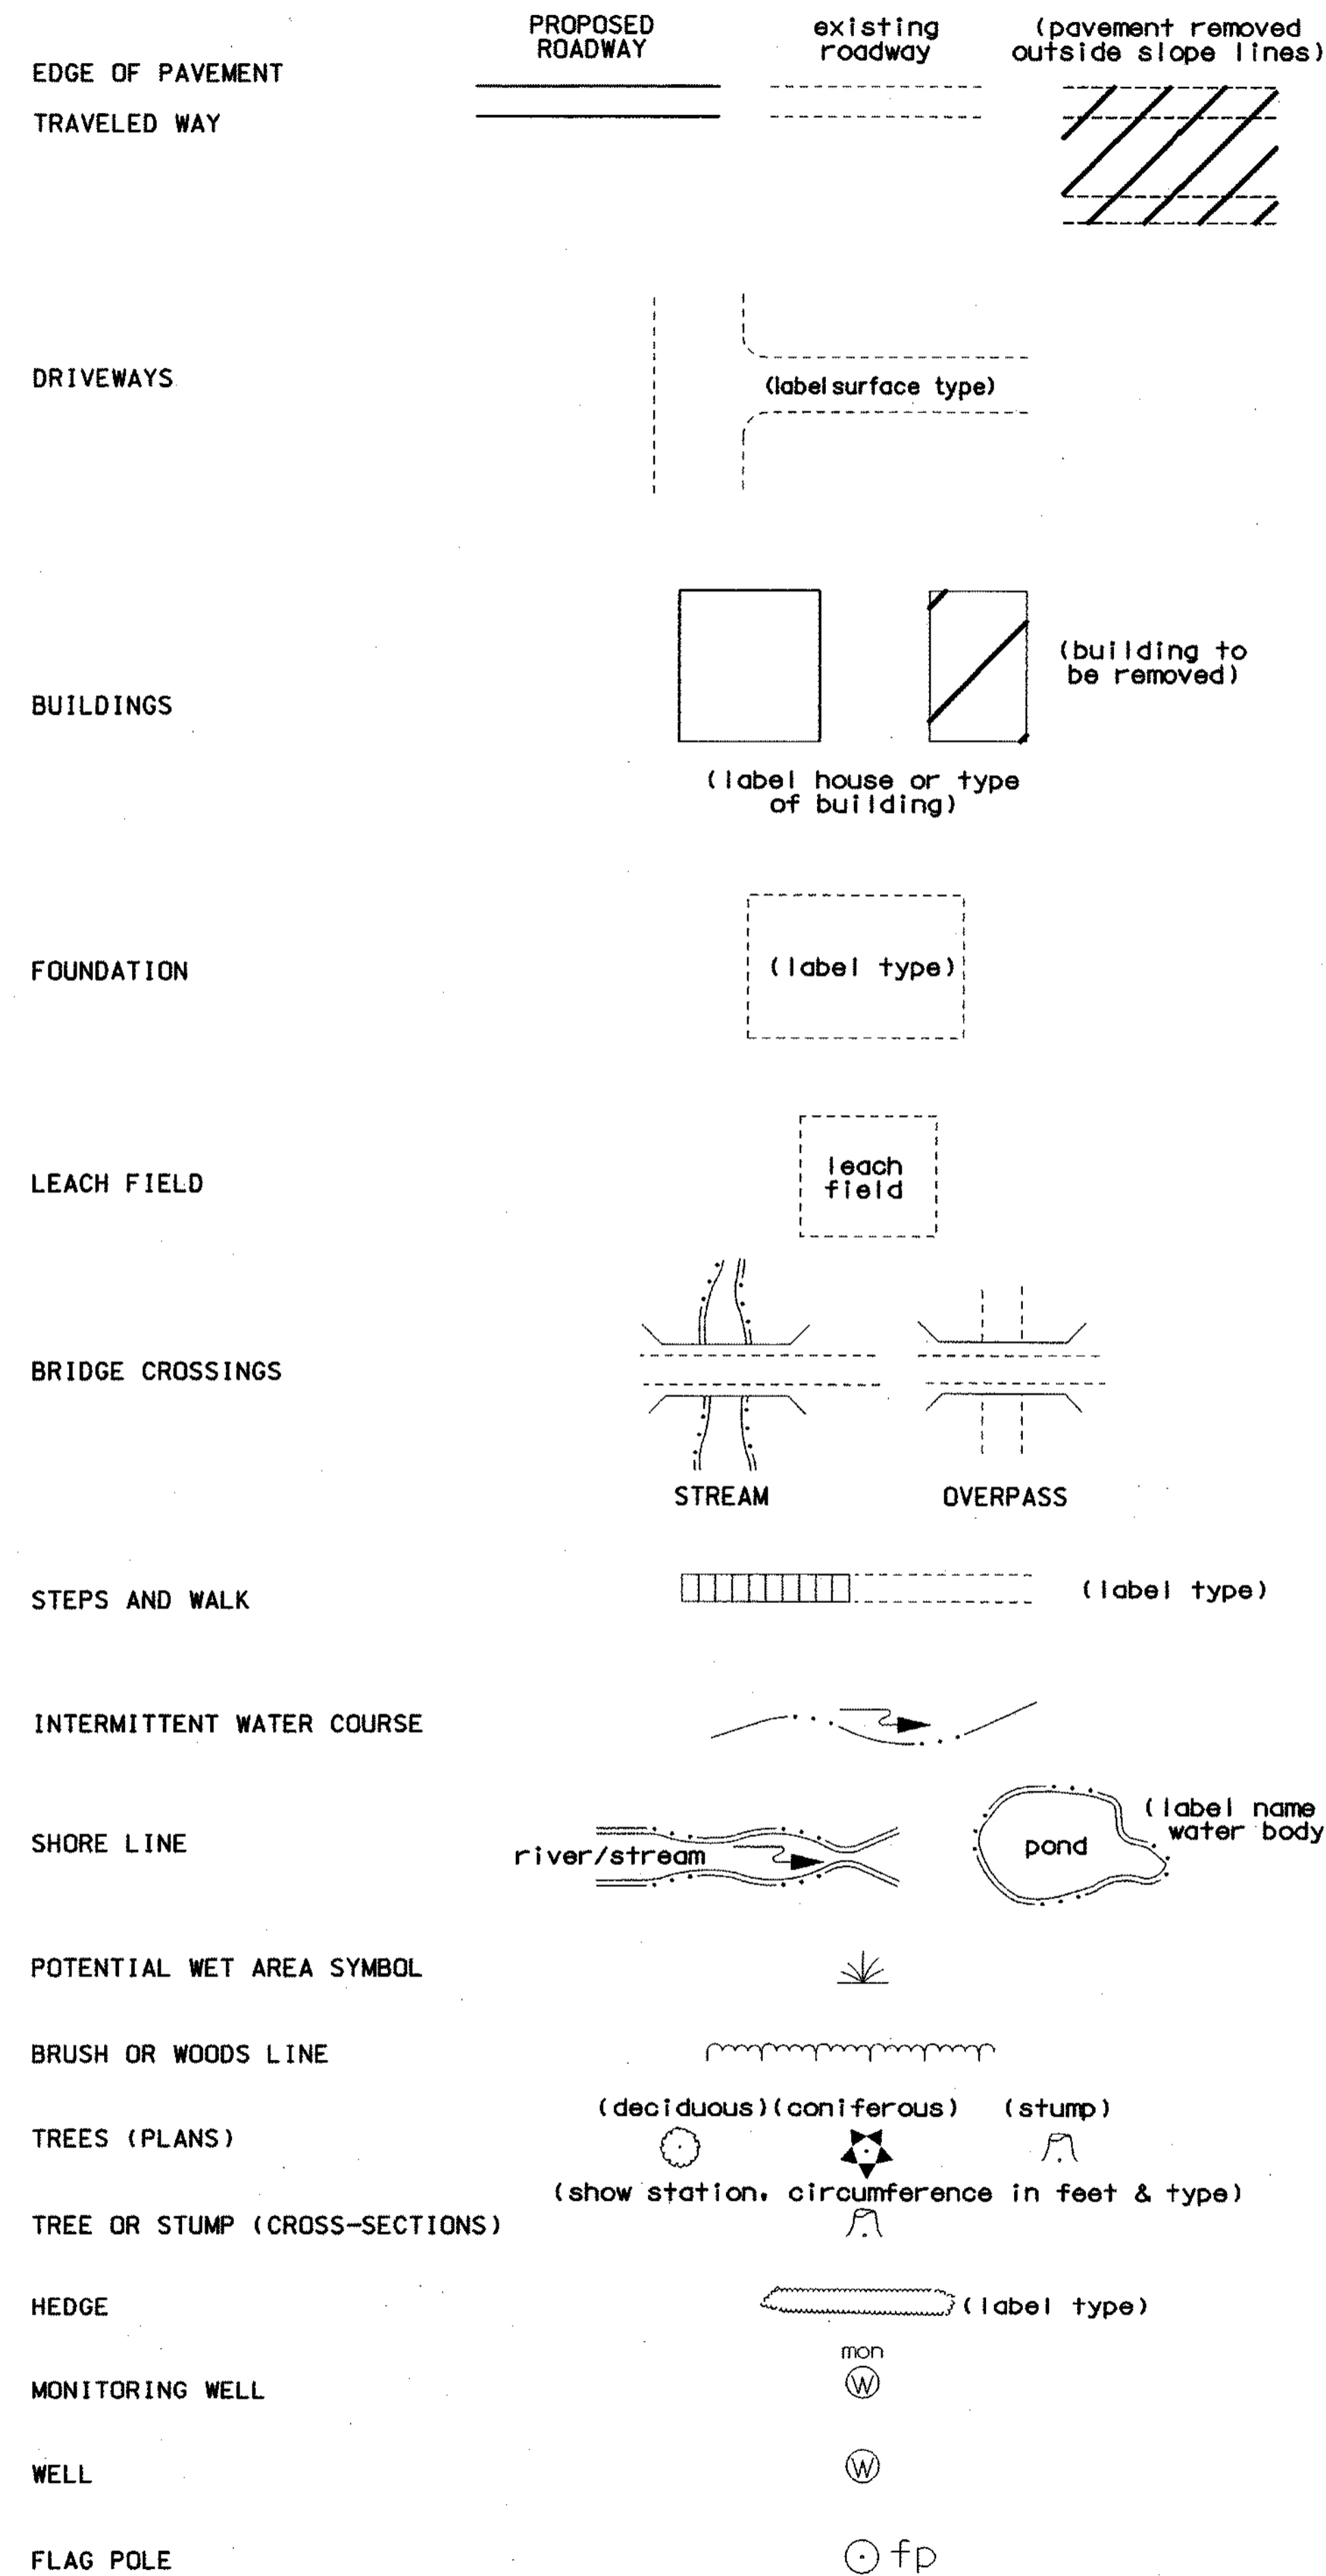 PROPOSED ROADWAY
existing roadway
(pavement removed outside slope lines)
EDGE OF PAVEMENT
TRAVELED WAY
DRIVEWAYS
(label surface type)
BUILDINGS
(building to
be removed)
(label house or type
of building)
FOUNDATION
(label type)
LEACH FIELD
leach
field
BRIDGE CROSSINGS
STREAM
OVERPASS
STEPS AND WALK
(label type)
INTERMITTENT WATER COURSE
SHORE LINE
river/stream
pond
(label name
water body
POTENTIAL WET AREA SYMBOL
BRUSH OR WOODS LINE
(deciduous)(coniferous) (stump)
TREES (PLANS)
(show station, circumference in feet & type)
TREE OR STUMP (CROSS-SECTIONS)
HEDGE
(label type)
mon
MONITORING WELL
W
WELL
W
FLAG POLE
fp